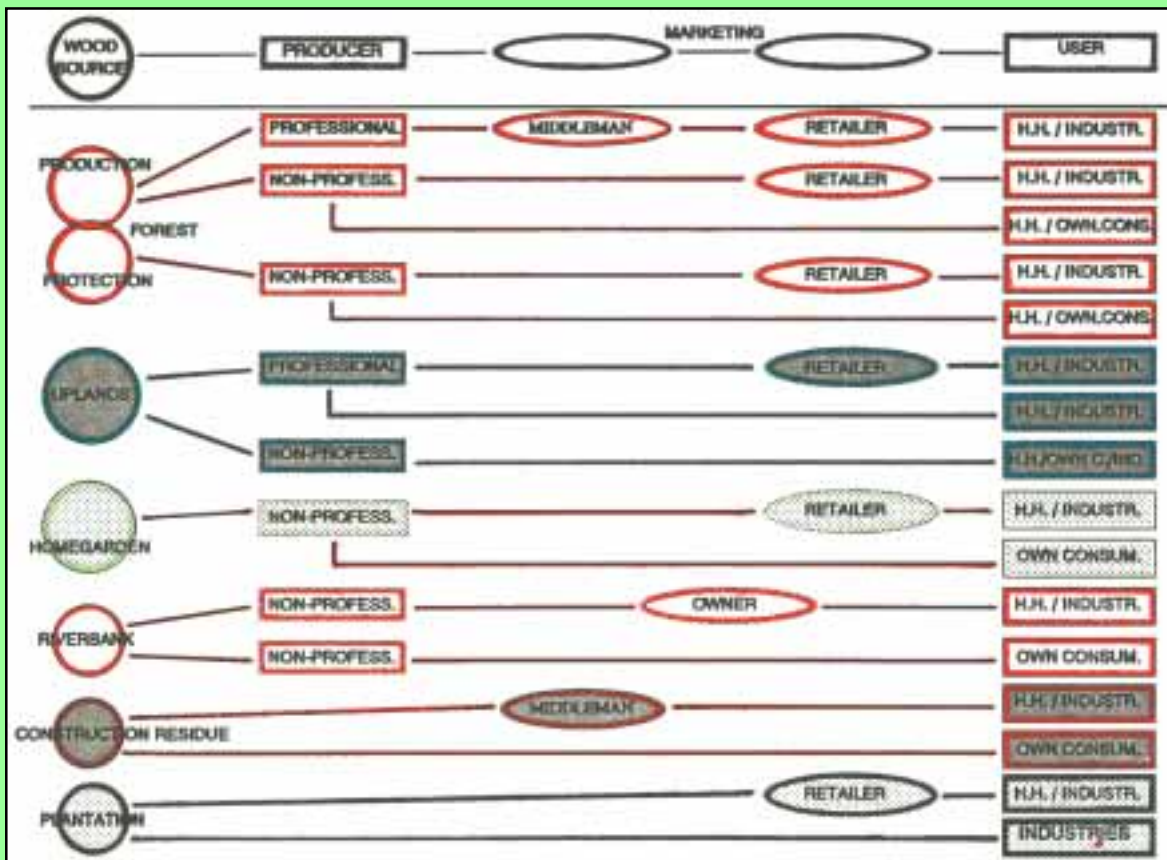 MARKETING
WOOD SOURCE PRODUCER USER
PROFESSIONAL MIDDLEMAN RETAILER H.H. / INDUSTR.
PRODUCTION
NON-PROFESS. RETAILER H.H. / INDUSTR.
FOREST H.H. / OWN.CONS.
PROTECTION NON-PROFESS. RETAILER H.H. / INDUSTR.
H.H. / OWN.CONS.
UPLANDS PROFESSIONAL RETAILER H.H. / INDUSTR.
H.H. / INDUSTR.
NON-PROFESS. H.H./OWN C./IND.
HOMEGARDEN NON-PROFESS. RETAILER H.H. / INDUSTR.
OWN CONSUM.
RIVERBANK NON-PROFESS. OWNER H.H. / INDUSTR.
NON-PROFESS. OWN CONSUM.
CONSTRUCTION RESIDUE MIDDLEMAN H.H. / INDUSTR.
OWN CONSUM.
PLANTATION RETAILER H.H. / INDUSTR.
INDUSTRIES